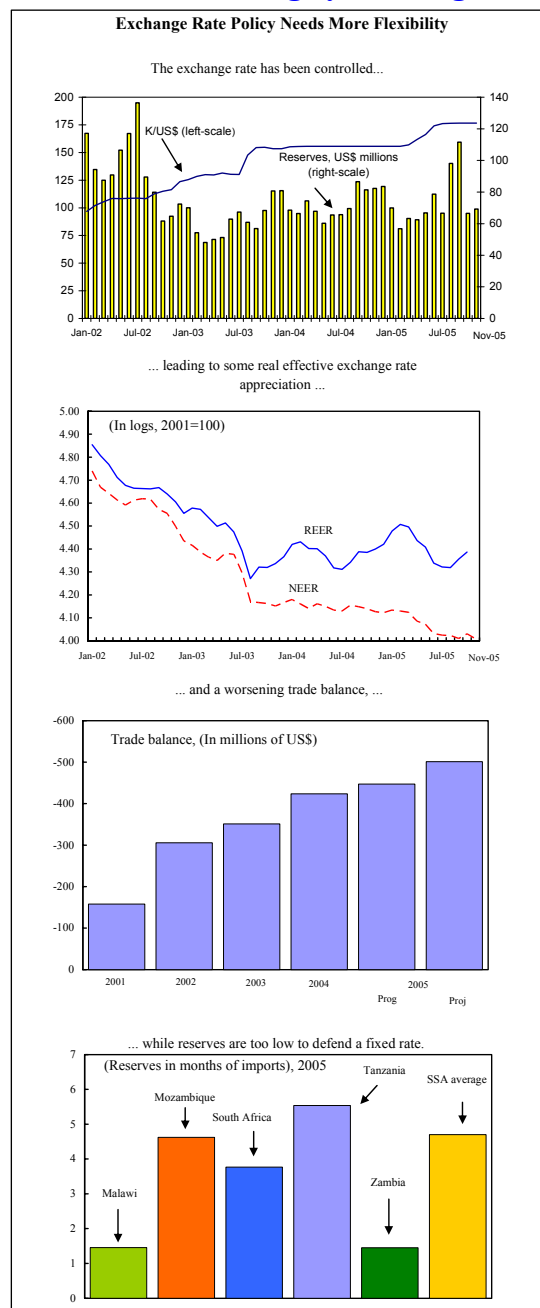 Exchange Rate Policy Needs More Flexibility
The exchange rate has been controlled...
200
175
150
125
100
75
50
25
0
140
120
100
80
60
40
20
0
K/US$ (left-scale)
Reserves, US$ millions
(right-scale)
Jan-02
Jul-02
Jan-03
Jul-03
Jan-04
Jul-04
Jan-05
Jul-05
Nov-05
... leading to some real effective exchange rate
appreciation ...
5.00
4.90
4.80
4.70
4.60
4.50
4.40
4.30
4.20
4.10
4.00
(In logs, 2001=100)
REER
NEER
Jan-02
Jul-02
Jan-03
Jul-03
Jan-04
Jul-04
Jan-05
Jul-05
Nov-05
... and a worsening trade balance, ...
-600
-500
-400
-300
-200
-100
0
Trade balance, (In millions of US$)
2001
2002
2003
2004
2005
Prog
Proj
... while reserves are too low to defend a fixed rate.
7
6
5
4
3
2
1
0
(Reserves in months of imports), 2005
Malawi
Mozambique
South Africa
Tanzania
Zambia
SSA average